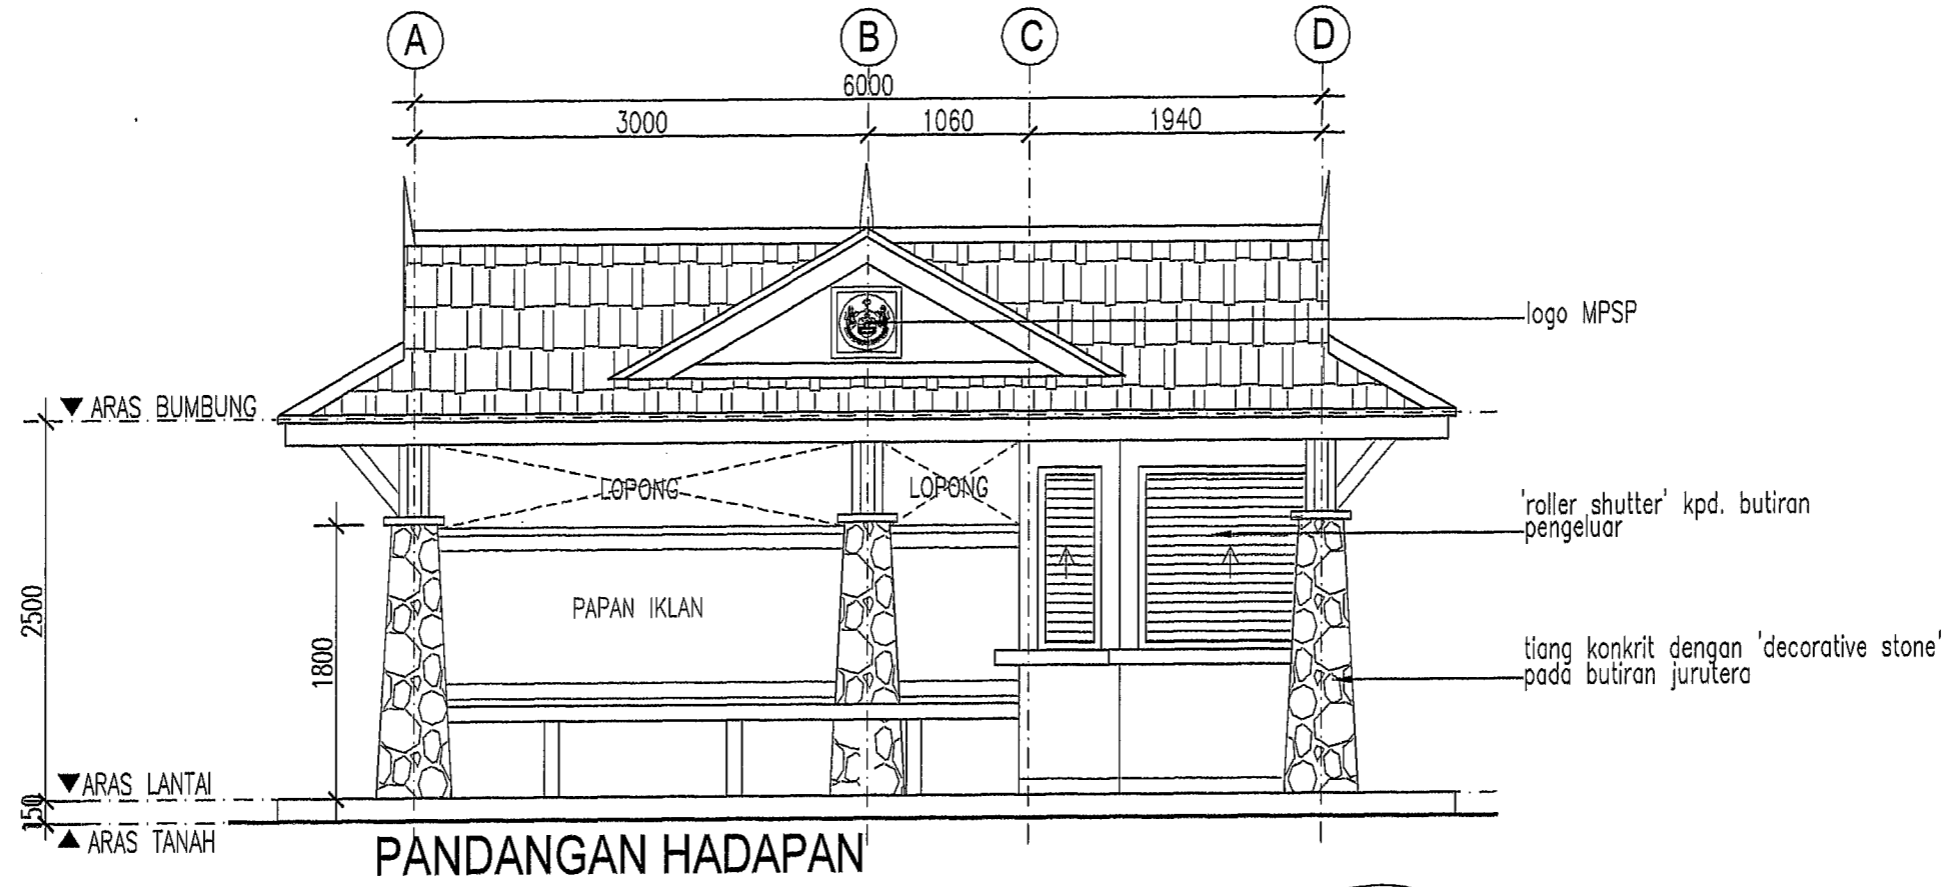 A
B
C
D
6000
3000
1060
1940
logo MPSP
ARAS BUMBUNG
LOPONG
LOPONG
'roller shutter' kpd. butiran
pengeluar
PAPAN IKLAN
2500
1800
tiang konkrit dengan 'decorative stone'
pada butiran jurutera
ARAS LANTAI
150
ARAS TANAH
PANDANGAN HADAPAN